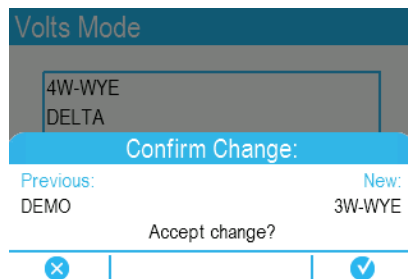 Volts Mode
4W-WYE
DELTA
Confirm Change:
Previous: New:
DEMO 3W-WYE
Accept change?